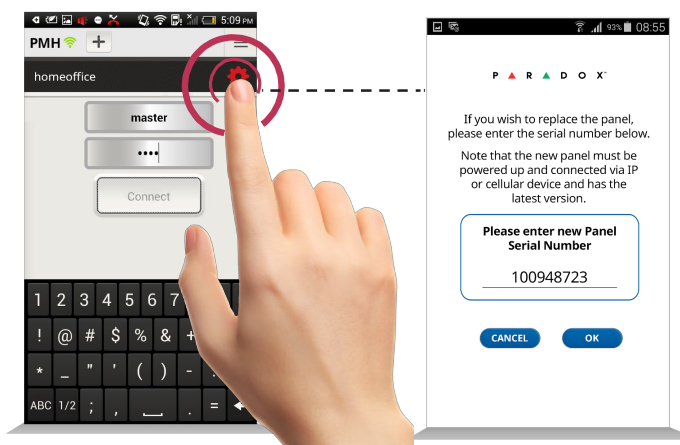 5:09 PM
PMH +
homeoffice
master
••••
Connect
1 2 3 4 5 6 7
! @ # $ % & +
* _ " ' ( ) -
ABC 1/2 ; , . =
93% 08:55
PARADOX™
If you wish to replace the panel,
please enter the serial number below.
Note that the new panel must be
powered up and connected via IP
or cellular device and has the
latest version.
Please enter new Panel
Serial Number
100948723
CANCEL OK